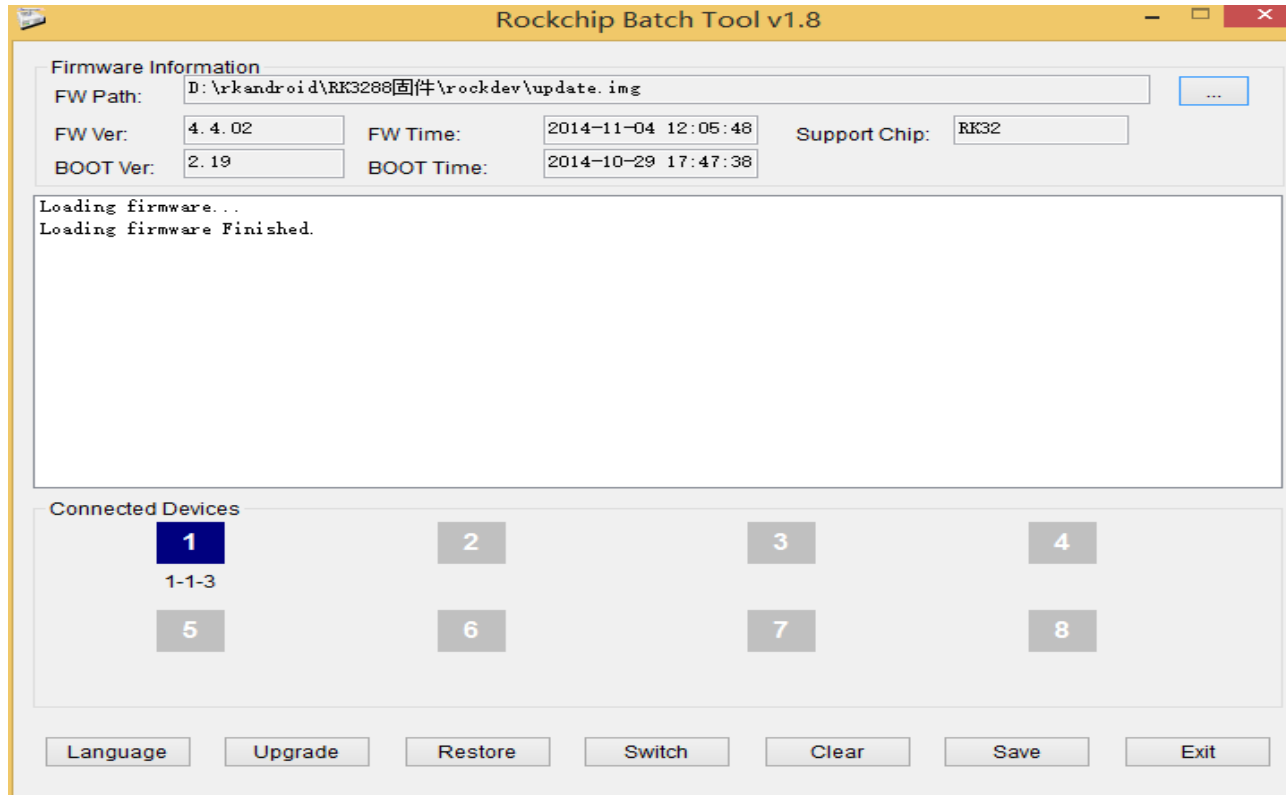 Rockchip Batch Tool v1.8
Firmware Information
FW Path: D:\rkandroid\RK3288固件\rockdev\update.img ...
FW Ver: 4.4.02 FW Time: 2014-11-04 12:05:48 Support Chip: RK32
BOOT Ver: 2.19 BOOT Time: 2014-10-29 17:47:38
Loading firmware...
Loading firmware Finished.
Connected Devices
1 2 3 4
1-1-3
5 6 7 8
Language Upgrade Restore Switch Clear Save Exit